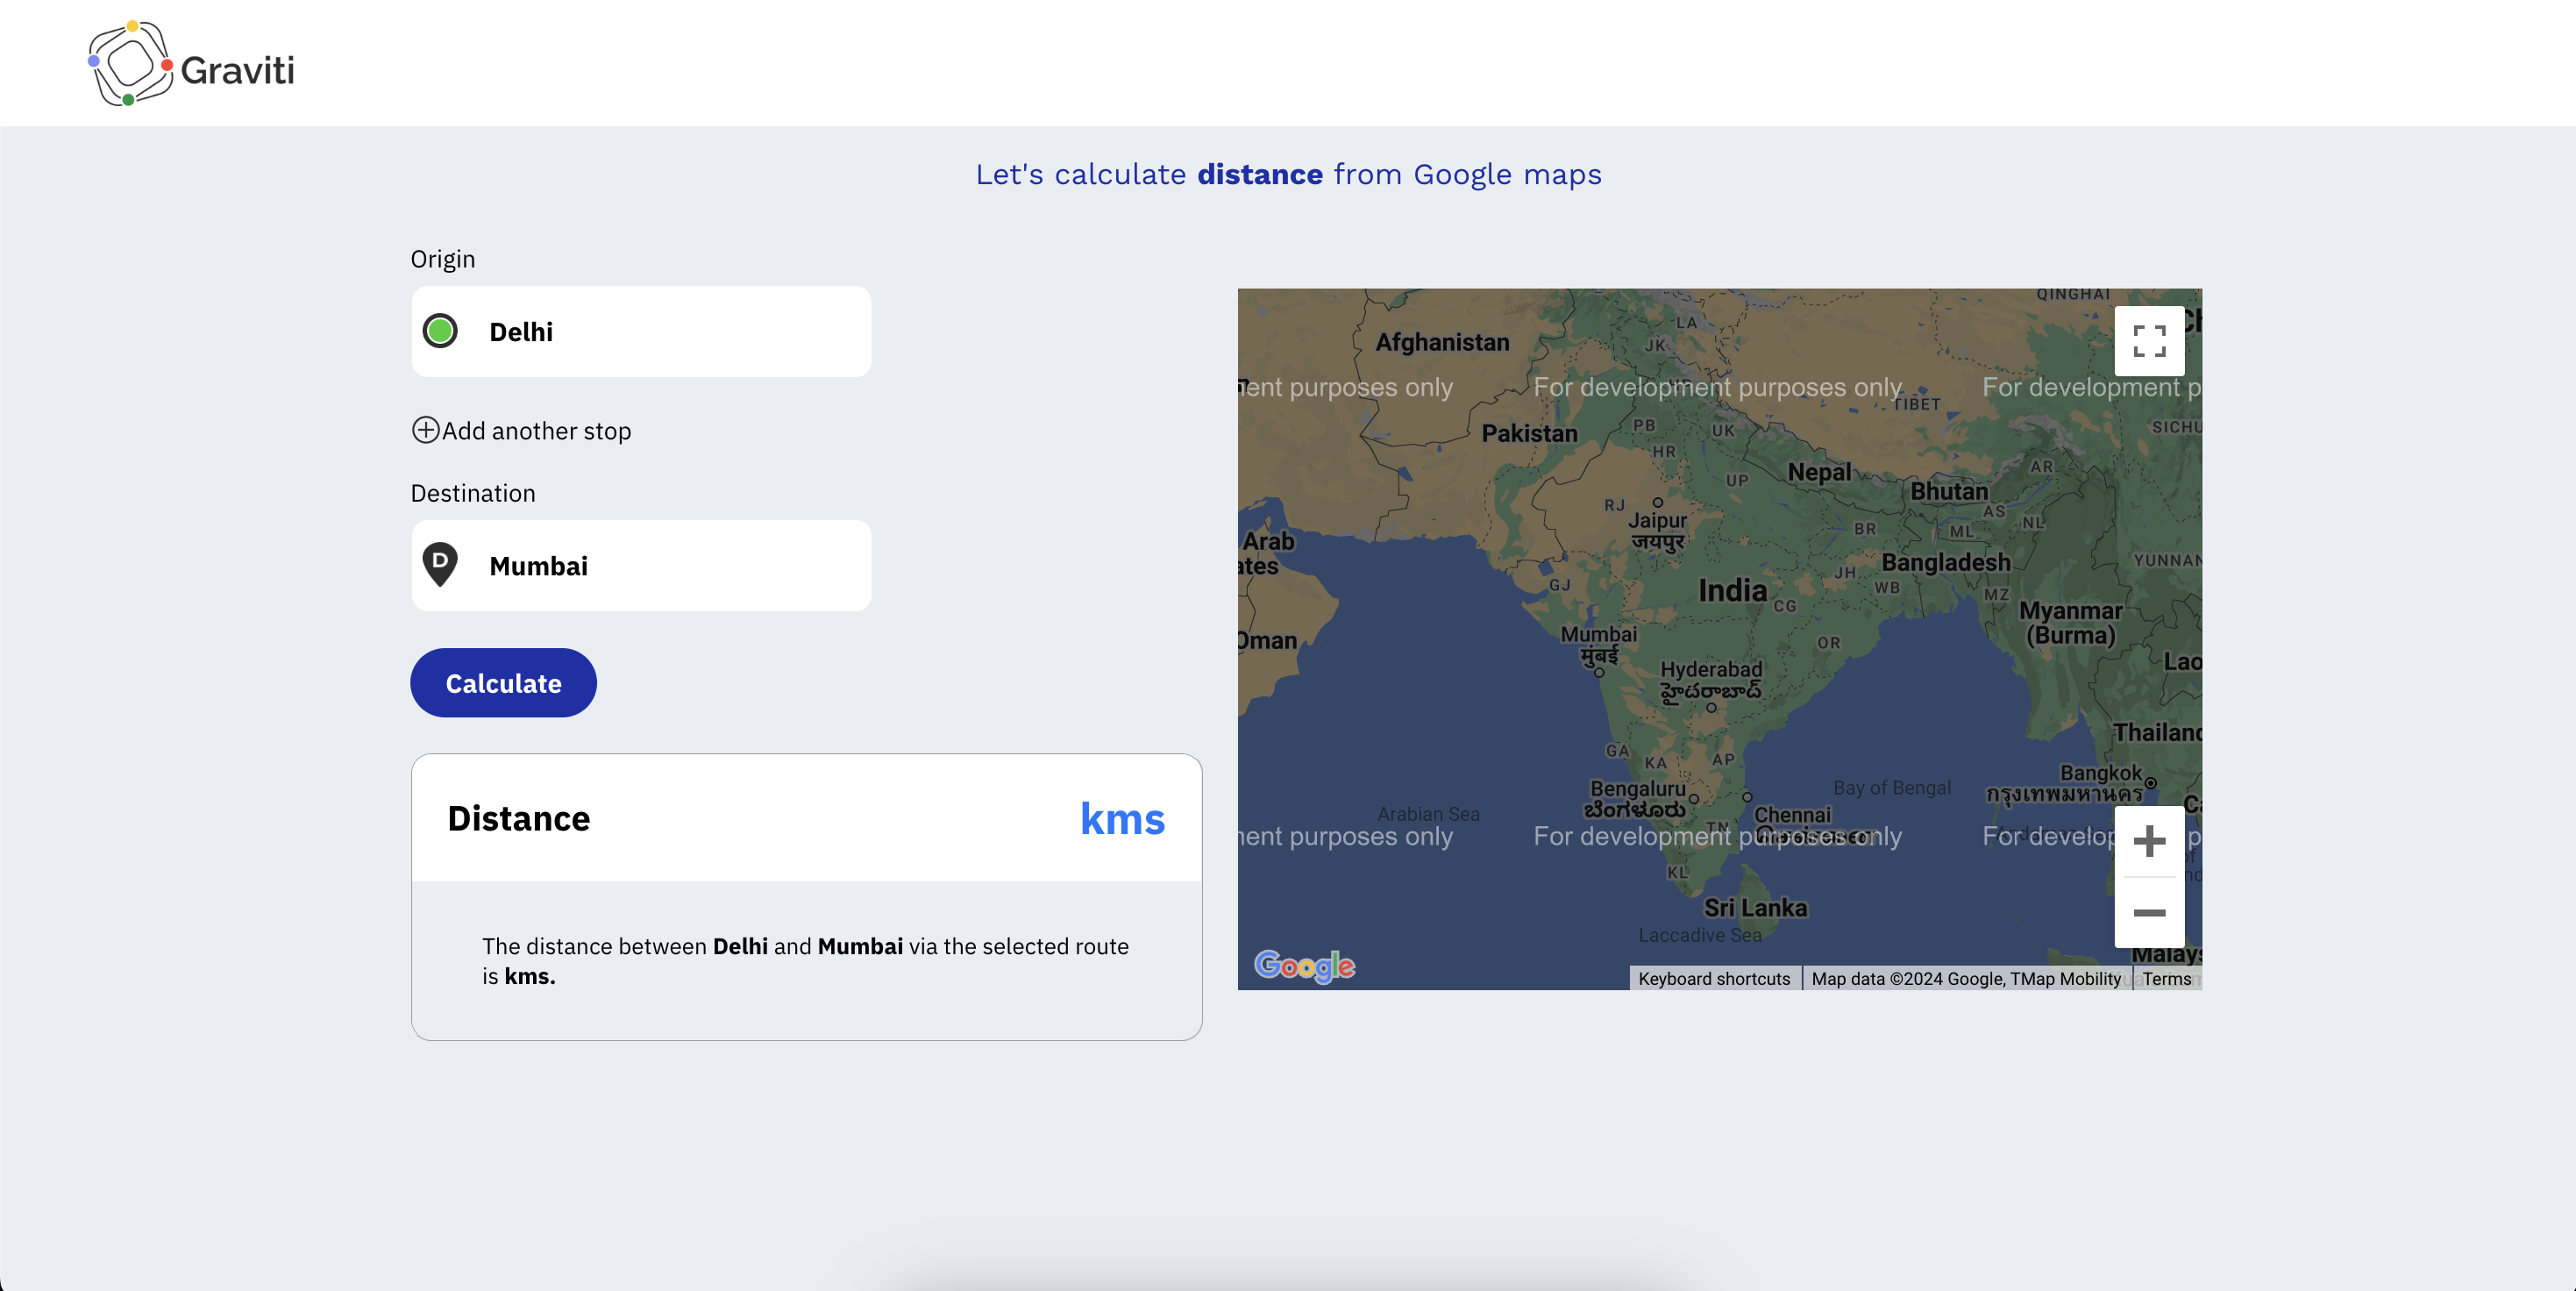 Graviti
Let's calculate distance from Google maps
Origin
Delhi
Add another stop
Destination
D
Mumbai
Calculate
Distance
kms
The distance between Delhi and Mumbai via the selected route
is kms.
QINGHAI
LA
Afghanistan
JK
ment purposes only
For development purposes only
For development p
TIBET
PB
UK
SICHU
Pakistan
HR
AR
Nepal
UP
Bhutan
RJ
AS
NL
Jaipur
BR
ML
जयपुर
Arab
ates
Bangladesh
YUNNAN
GJ
JH
WB
India
CG
MZ
Myanmar
(Burma)
Mumbai
मुंबई
OR
Oman
Lao
Hyderabad
హైదరాబాద్
Thailand
GA
KA
AP
Bangkok
กรุงเทพมหานคร
Bengaluru
ಬೆಂಗಳೂರು
Bay of Bengal
Arabian Sea
Chennai
TN
ment purposes only
For development purposes only
For develop
p
KL
Sri Lanka
Laccadive Sea
Malays
Google
Keyboard shortcuts
Map data ©2024 Google, TMap Mobility
Terms